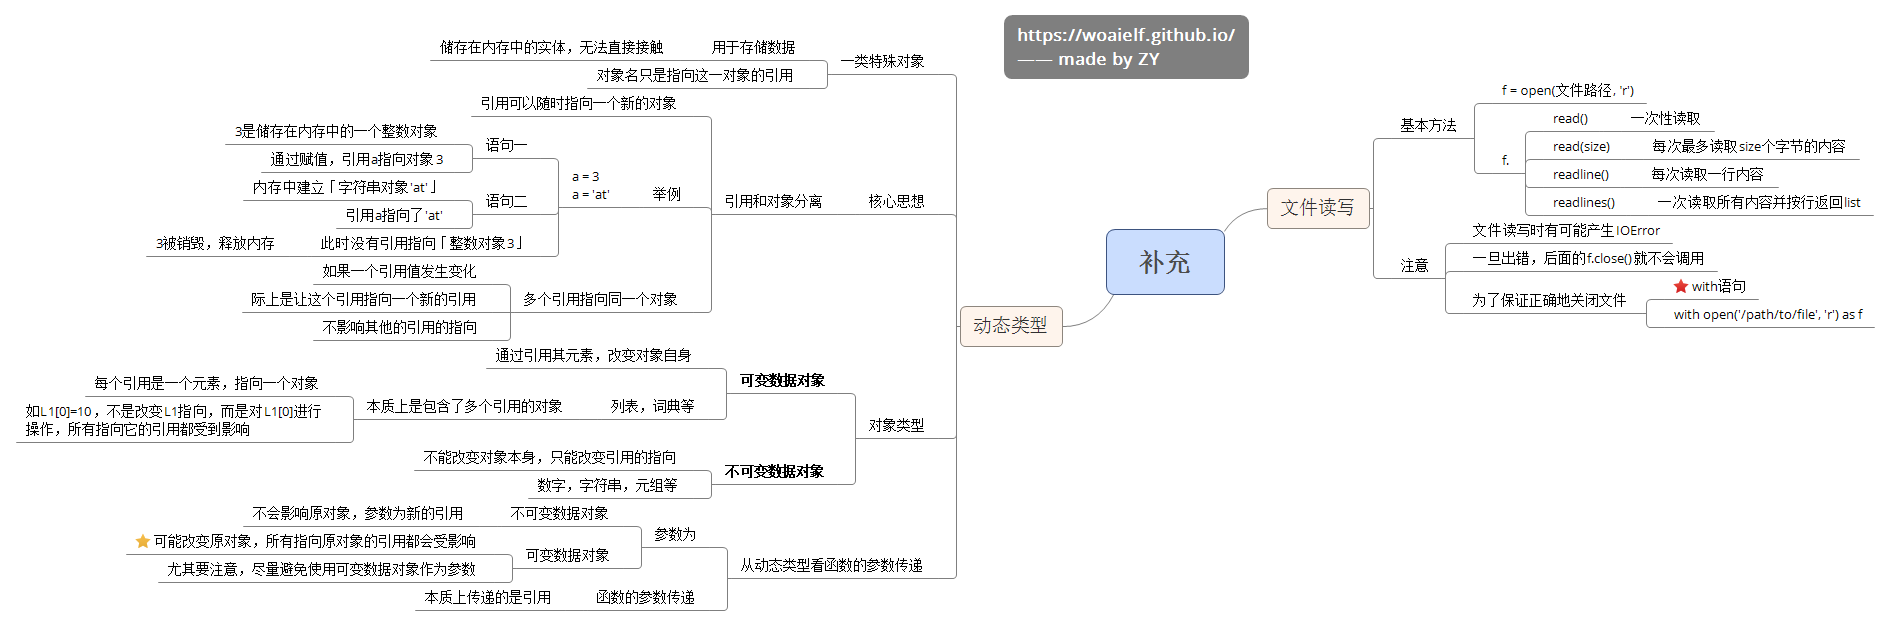 https://woaielf.github.io/
—— made by ZY
补充
文件读写
基本方法
f = open(文件路径, 'r')
f.
read()
一次性读取
read(size)
每次最多读取size个字节的内容
readline()
每次读取一行内容
readlines()
一次读取所有内容并按行返回list
注意
文件读写时有可能产生IOError
一旦出错，后面的f.close()就不会调用
为了保证正确地关闭文件
with语句
with open('/path/to/file', 'r') as f
动态类型
一类特殊对象
用于存储数据
储存在内存中的实体，无法直接接触
对象名只是指向这一对象的引用
核心思想
引用和对象分离
引用可以随时指向一个新的对象
举例
a = 3
a = 'at'
语句一
3是储存在内存中的一个整数对象
通过赋值，引用a指向对象 3
语句二
内存中建立「字符串对象'at'」
引用a指向了'at'
此时没有引用指向「整数对象3」
3被销毁，释放内存
多个引用指向同一个对象
如果一个引用值发生变化
际上是让这个引用指向一个新的引用
不影响其他的引用的指向
对象类型
可变数据对象
通过引用其元素，改变对象自身
列表，词典等
本质上是包含了多个引用的对象
每个引用是一个元素，指向一个对象
如L1[0]=10，不是改变L1指向，而是对L1[0]进行
操作，所有指向它的引用都受到影响
不可变数据对象
不能改变对象本身，只能改变引用的指向
数字，字符串，元组等
从动态类型看函数的参数传递
参数为
不可变数据对象
不会影响原对象，参数为新的引用
可变数据对象
可能改变原对象，所有指向原对象的引用都会受影响
尤其要注意，尽量避免使用可变数据对象作为参数
函数的参数传递
本质上传递的是引用